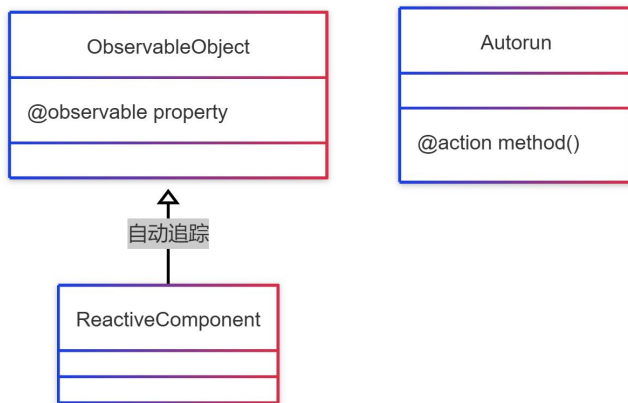 ObservableObject
@observable property
Autorun
@action method()
自动追踪
ReactiveComponent